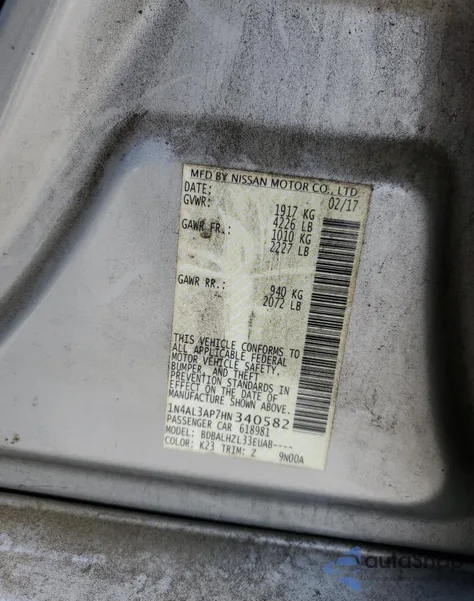 MFD BY NISSAN MOTOR CO., LTD
DATE: 02/17
GVWR: 1917 KG
4226 LB
GAWR FR.: 1010 KG
2227 LB
GAWR RR.: 940 KG
2072 LB
THIS VEHICLE CONFORMS TO
ALL APPLICABLE FEDERAL
MOTOR VEHICLE SAFETY,
BUMPER, AND THEFT
PREVENTION STANDARDS IN
EFFECT ON THE DATE OF
MANUFACTURE SHOWN ABOVE.
1N4AL3AP7HN340582
PASSENGER CAR 618981
MODEL: BDBALHZL33EUAB----
COLOR: K23 TRIM: Z 9N00A
autoSnap